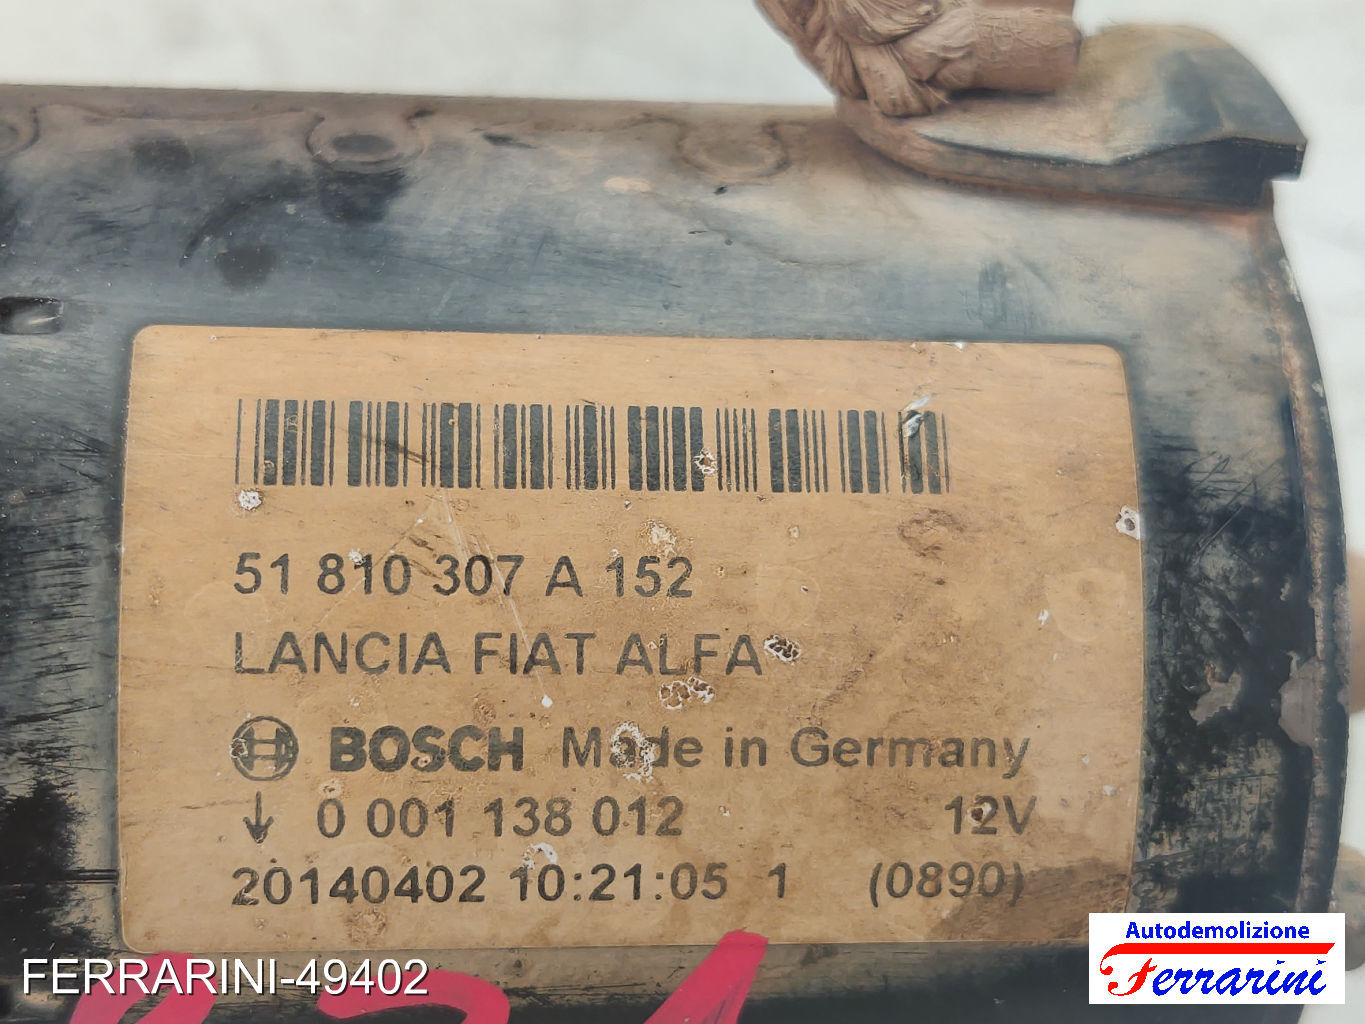 51 810 307 A 152
LANCIA FIAT ALFA
BOSCH Made in Germany
0 001 138 012 12V
20140402 10:21:05 1 (0890)
FERRARINI-49402
Autodemolizione
Ferrarini